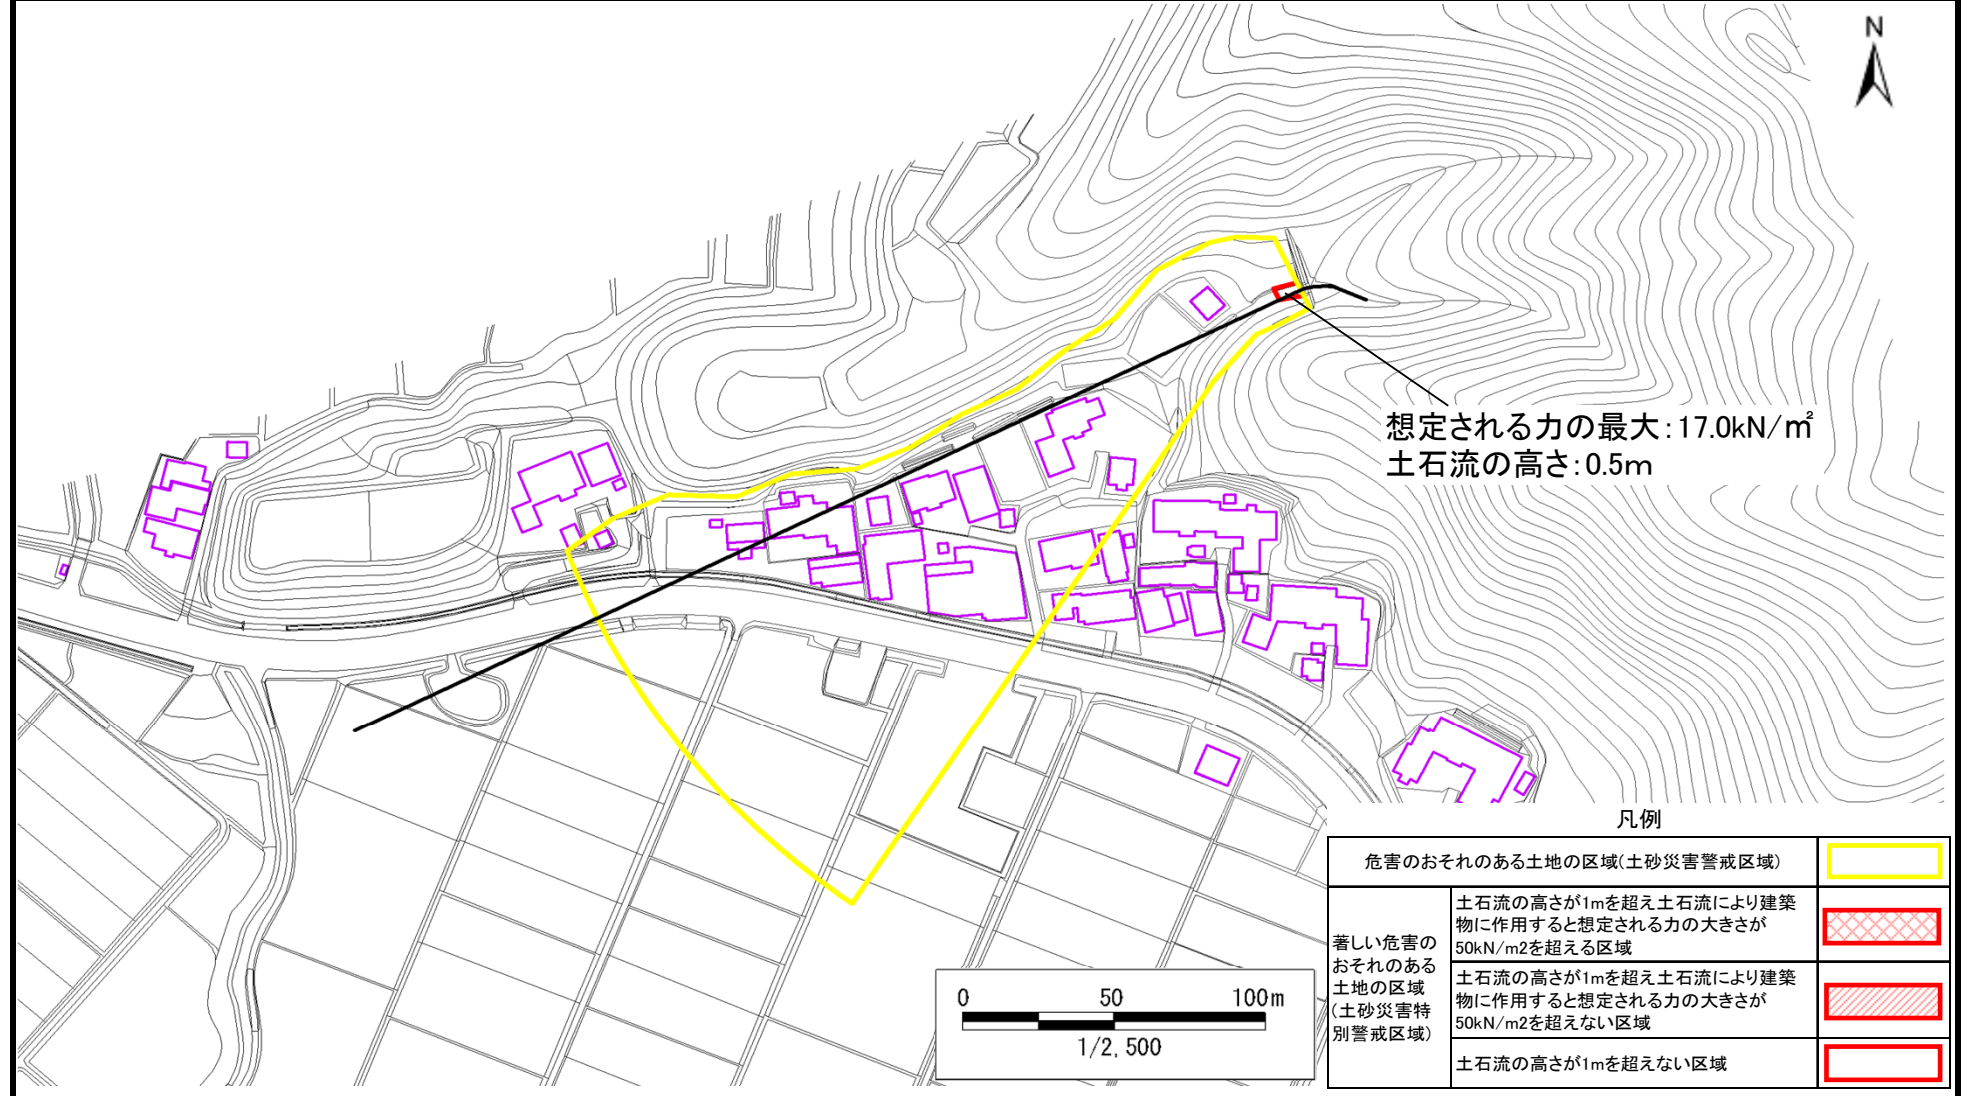 N
想定される力の最大：17.0kN/㎡
土石流の高さ：0.5m
凡例
危害のおそれのある土地の区域(土砂災害警戒区域)
著しい危害の
おそれのある
土地の区域
(土砂災害特
別警戒区域)
土石流の高さが1mを超え土石流により建築
物に作用すると想定される力の大きさが
50kN/m2を超える区域
土石流の高さが1mを超え土石流により建築
物に作用すると想定される力の大きさが
50kN/m2を超えない区域
土石流の高さが1mを超えない区域
0 50 100m
1/2,500